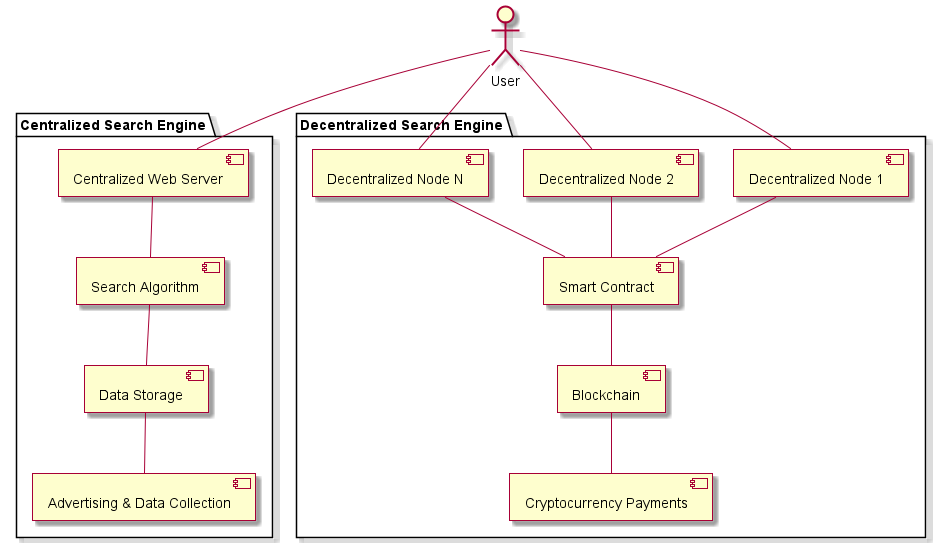 User
Centralized Search Engine
Decentralized Search Engine
Centralized Web Server
Decentralized Node N
Decentralized Node 2
Decentralized Node 1
Search Algorithm
Smart Contract
Data Storage
Blockchain
Advertising & Data Collection
Cryptocurrency Payments